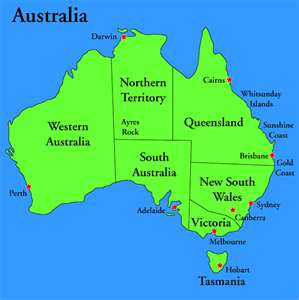 Australia
Darwin
Northern
Territory
Cairns
Whitsunday
Islands
Western
Australia
Ayres
Rock
Queensland
Sunshine
Coast
South
Australia
Brisbane
Gold
Coast
New South
Wales
Perth
Adelaide
Sydney
Canberra
Victoria
Melbourne
Hobart
Tasmania